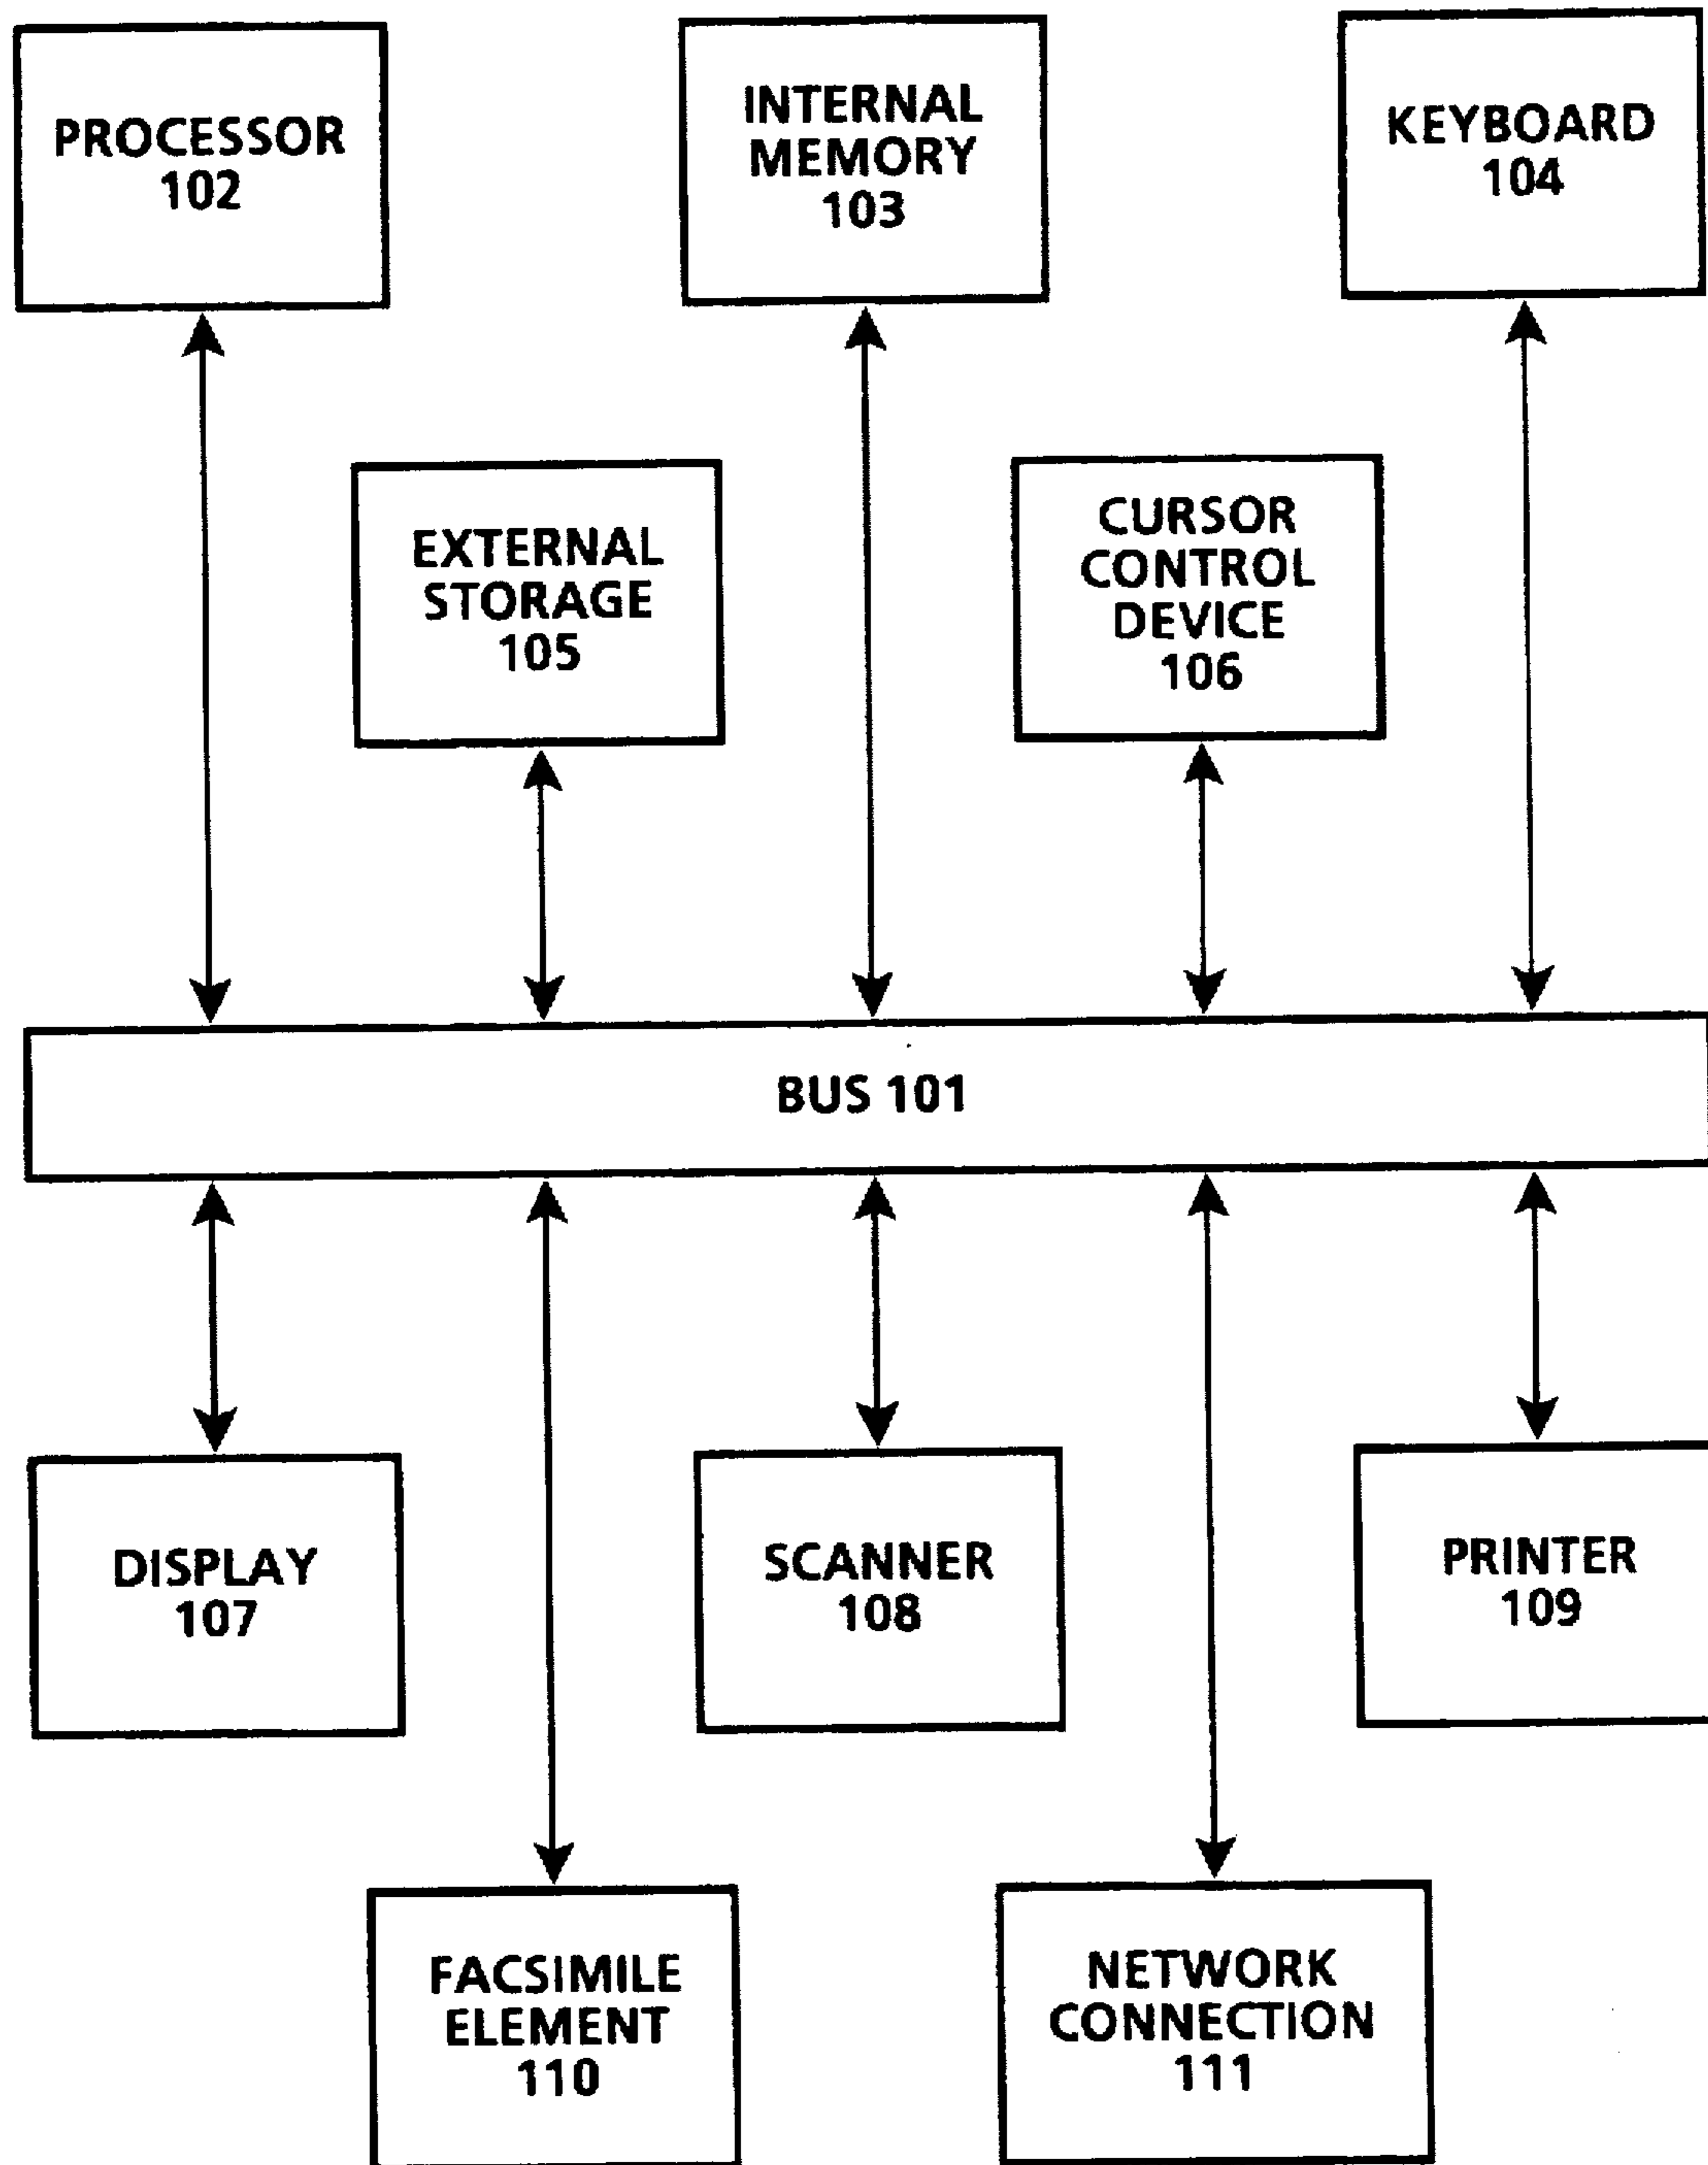 PROCESSOR
102
INTERNAL
MEMORY
103
KEYBOARD
104
EXTERNAL
STORAGE
105
CURSOR
CONTROL
DEVICE
106
BUS 101
DISPLAY
107
SCANNER
108
PRINTER
109
FACSIMILE
ELEMENT
110
NETWORK
CONNECTION
111